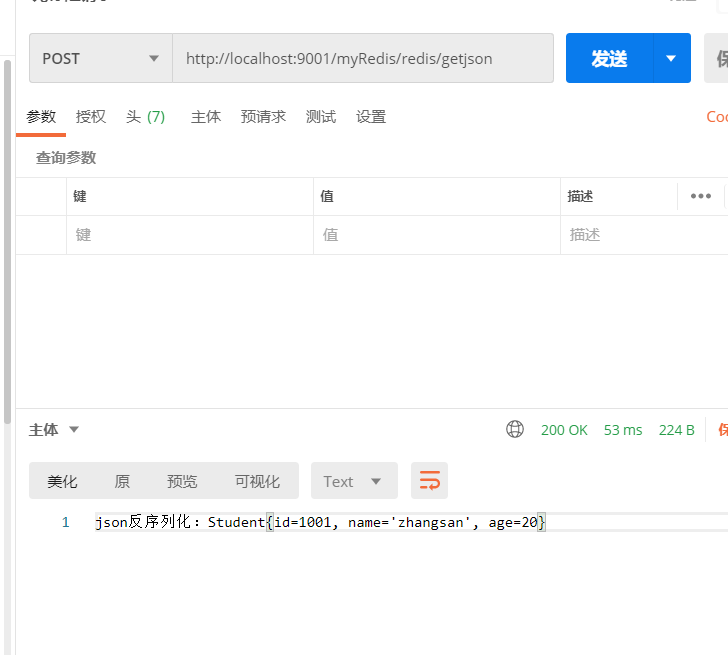 POST
http://localhost:9001/myRedis/redis/getjson
发送
参数 授权 头 (7) 主体 预请求 测试 设置
查询参数
键 值 描述 •••
键 值 描述
主体 200 OK 53 ms 224 B
美化 原 预览 可视化 Text
1 json反序列化：Student{id=1001, name='zhangsan', age=20}